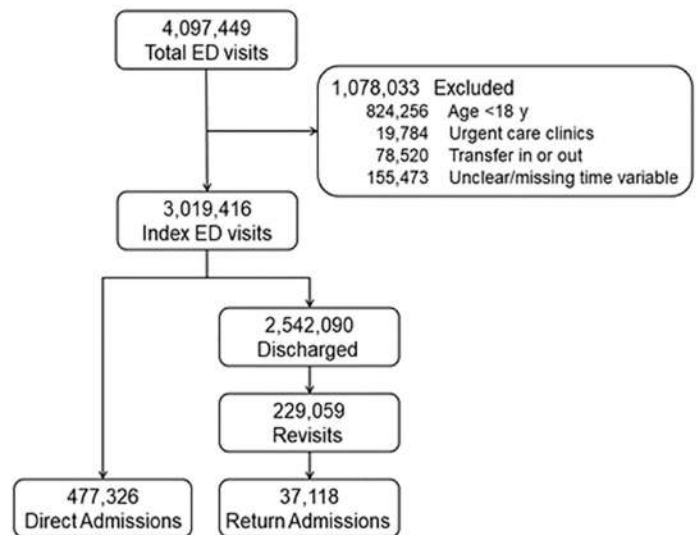 4,097,449
Total ED visits
1,078,033 Excluded
824,256 Age <18 y
19,784 Urgent care clinics
78,520 Transfer in or out
155,473 Unclear/missing time variable
3,019,416
Index ED visits
2,542,090
Discharged
229,059
Revisits
477,326
Direct Admissions
37,118
Return Admissions